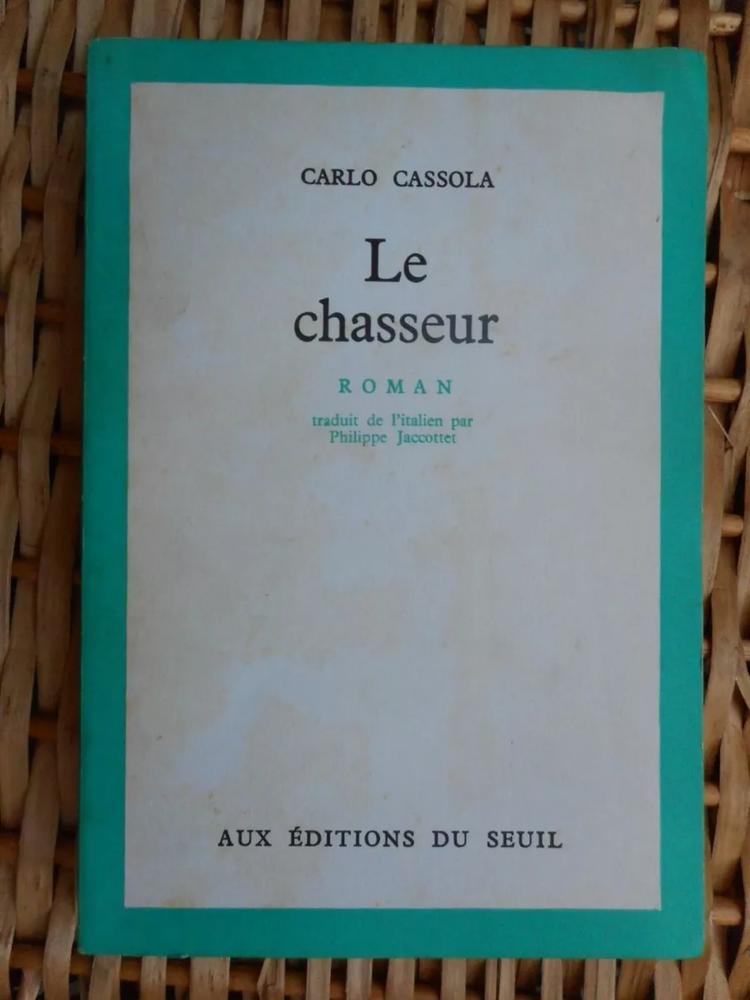 CARLO CASSOLA
Le
chasseur
ROMAN
traduit de l'italien par
Philippe Jaccottet
AUX ÉDITIONS DU SEUIL